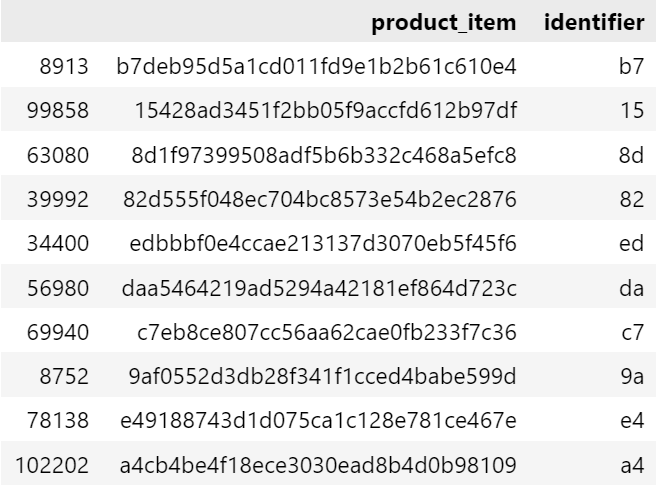 product_item identifier
8913 b7deb95d5a1cd011fd9e1b2b61c610e4 b7
99858 15428ad3451f2bb05f9accfd612b97df 15
63080 8d1f97399508adf5b6b332c468a5efc8 8d
39992 82d555f048ec704bc8573e54b2ec2876 82
34400 edbbbf0e4ccae213137d3070eb5f45f6 ed
56980 daa5464219ad5294a42181ef864d723c da
69940 c7eb8ce807cc56aa62cae0fb233f7c36 c7
8752 9af0552d3db28f341f1cced4babe599d 9a
78138 e49188743d1d075ca1c128e781ce467e e4
102202 a4cb4be4f18ece3030ead8b4d0b98109 a4